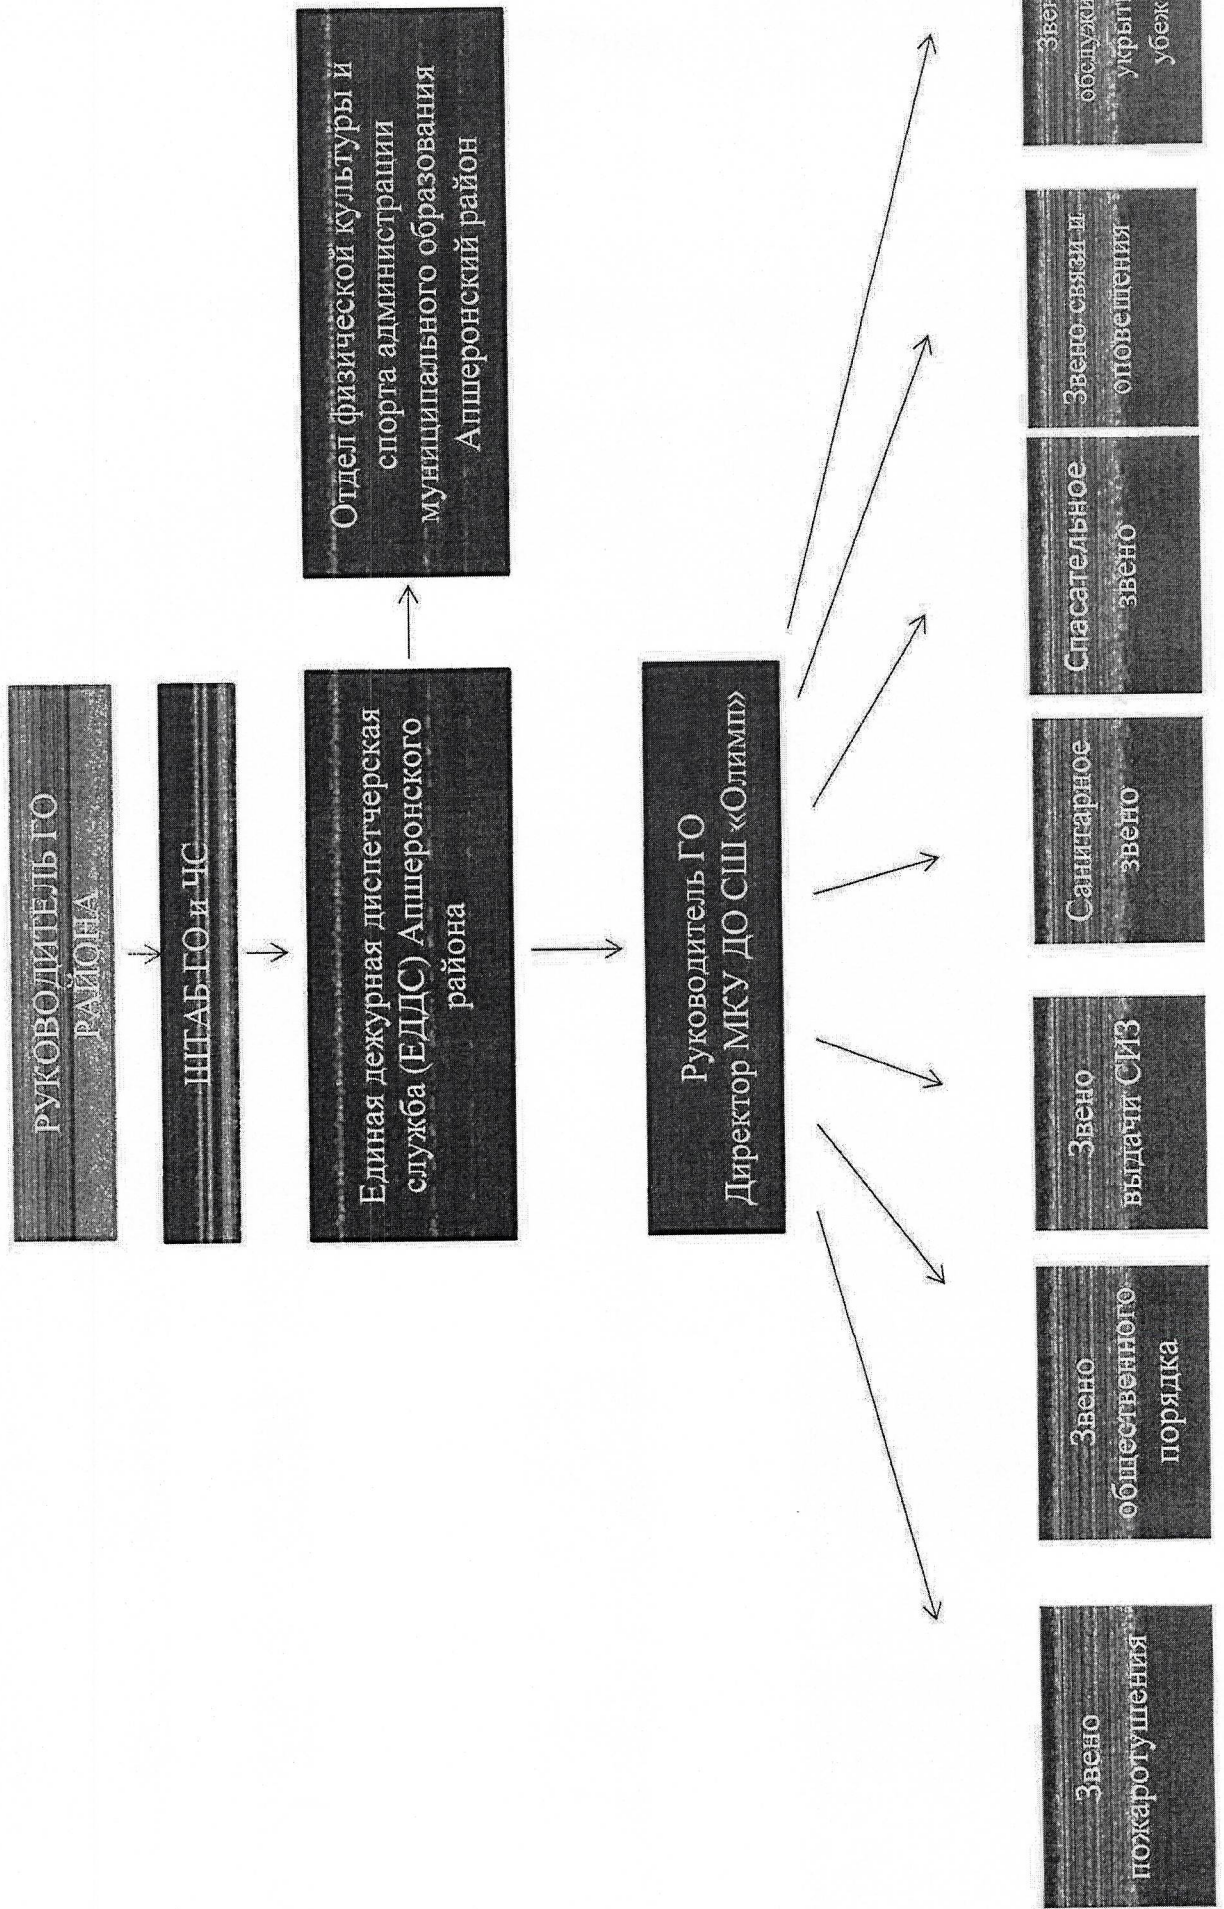 РУКОВОДИТЕЛЬ ГО
РАЙОНА
ШТАБ ГО и ЧС
Единая дежурная диспетчерская
служба (ЕДДС) Апшеронского
района
Отдел физической культуры и
спорта администрации
муниципального образования
Апшеронский район
Руководитель ГО
Директор МКУ ДО СШ «Олимп»
Звено
пожаротушения
Звено
общественного
порядка
Звено
выдачи СИЗ
Санитарное
звено
Спасательное
звено
Звено связи и
оповещения